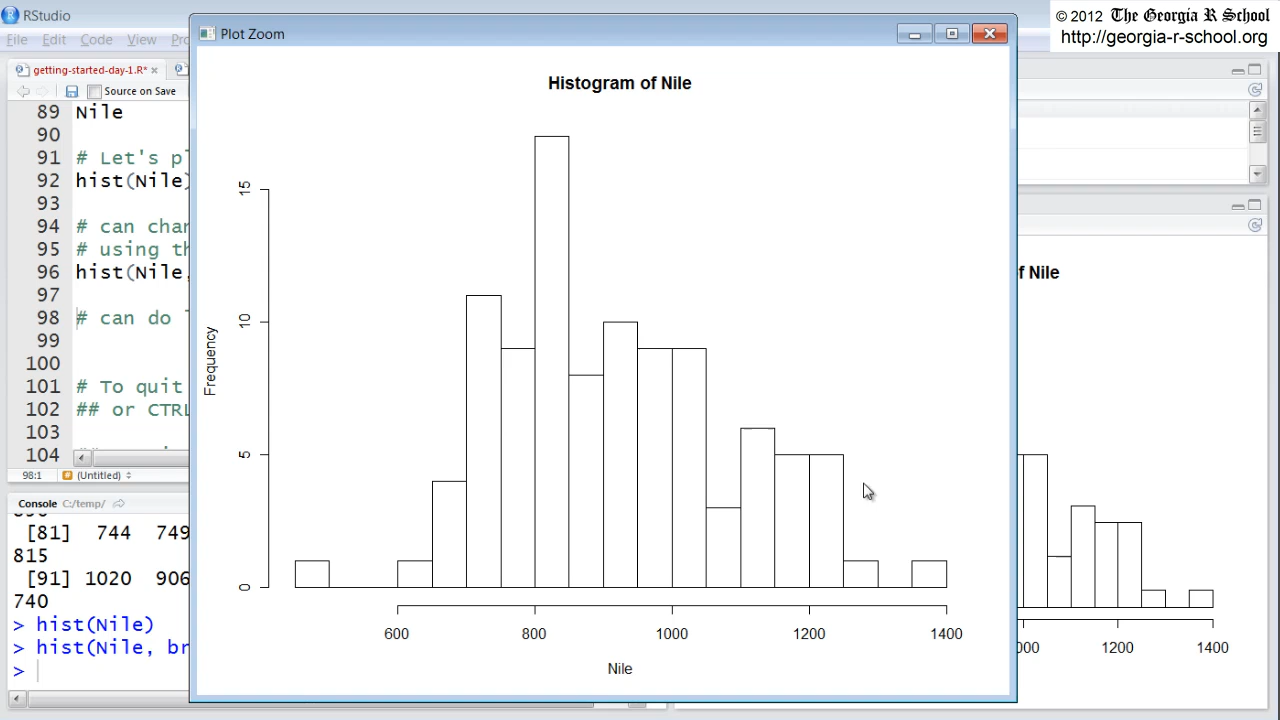 RStudio
© 2012 The Georgia R School
http://georgia-r-school.org
File Edit Code View
Plot Zoom
getting-started-day-1.R*
Source on Save
89 Nile
90
91 # Let's
92 hist(Nile)
93
94 # can
95 # using
96 hist(Nile,
97
98 # can do
99
100
101 # To quit
102 ## or CTRL
103
104
98:1 (Untitled)
Console C:/temp/
[81] 744 749
815
[91] 1020 906
740
> hist(Nile)
> hist(Nile,
>
Histogram of Nile
Frequency
15
10
5
0
600 800 1000 1200 1400
Nile
of Nile
1200 1400